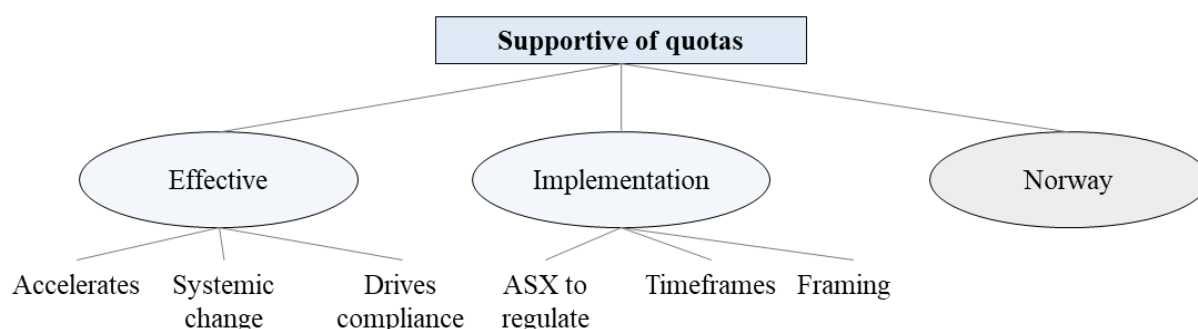 Supportive of quotas
Effective
Implementation
Norway
Accelerates
Systemic
change
Drives
compliance
ASX to
regulate
Timeframes
Framing